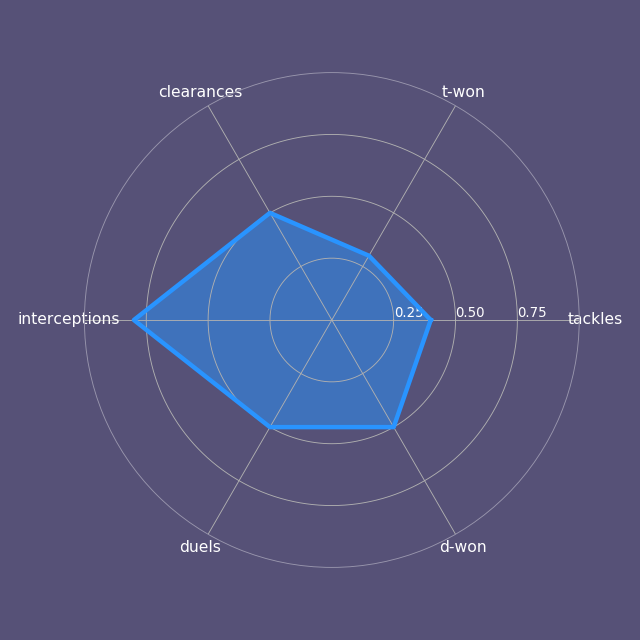 clearances
t-won
interceptions
0.25
0.50
0.75
tackles
duels
d-won